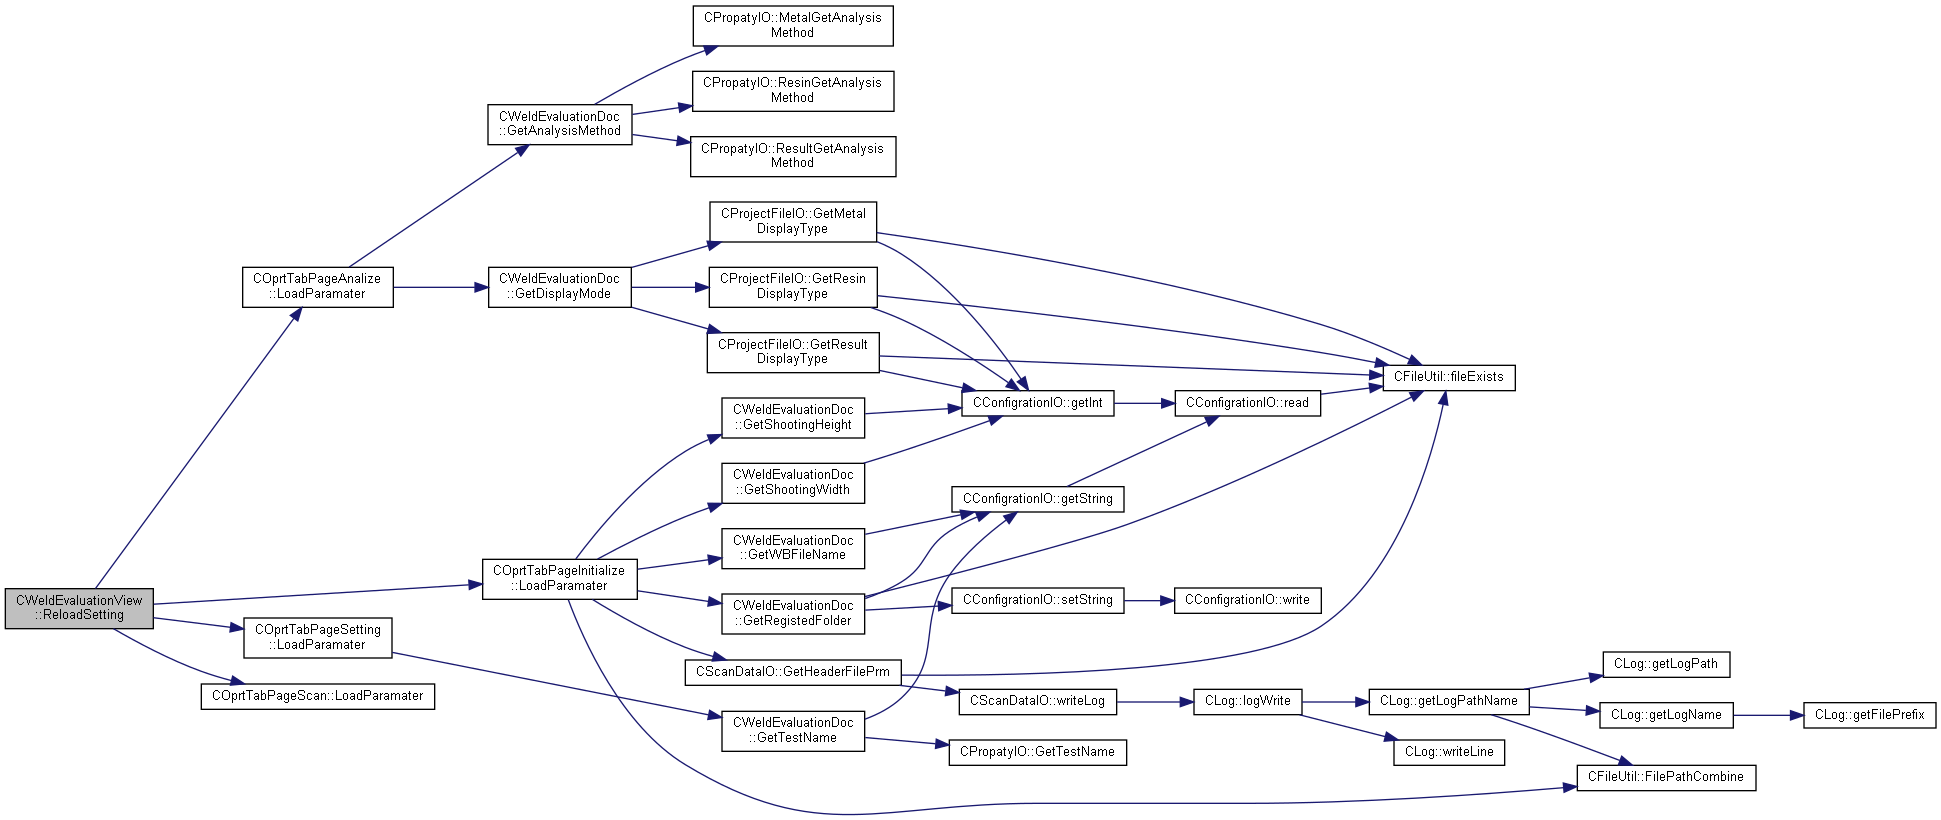 CPropatyIO::MetalGetAnalysis
Method
CPropatyIO::ResinGetAnalysis
Method
CWeldEvaluationDoc
::GetAnalysisMethod
CPropatyIO::ResultGetAnalysis
Method
CProjectFileIO::GetMetal
DisplayType
COprtTabPageAnalize
::LoadParamater
CWeldEvaluationDoc
::GetDisplayMode
CProjectFileIO::GetResin
DisplayType
CProjectFileIO::GetResult
DisplayType
CFileUtil::fileExists
CWeldEvaluationDoc
::GetShootingHeight
CConfigrationIO::getInt
CConfigrationIO::read
CWeldEvaluationDoc
::GetShootingWidth
CConfigrationIO::getString
CWeldEvaluationDoc
::GetWBFileName
COprtTabPageInitialize
::LoadParamater
CWeldEvaluationView
::ReloadSetting
CWeldEvaluationDoc
::GetRegistedFolder
CConfigrationIO::setString
CConfigrationIO::write
COprtTabPageSetting
::LoadParamater
CScanDataIO::GetHeaderFilePrm
CLog::getLogPath
COprtTabPageScan::LoadParamater
CScanDataIO::writeLog
CLog::logWrite
CLog::getLogPathName
CLog::getLogName
CLog::getFilePrefix
CWeldEvaluationDoc
::GetTestName
CPropatyIO::GetTestName
CLog::writeLine
CFileUtil::FilePathCombine